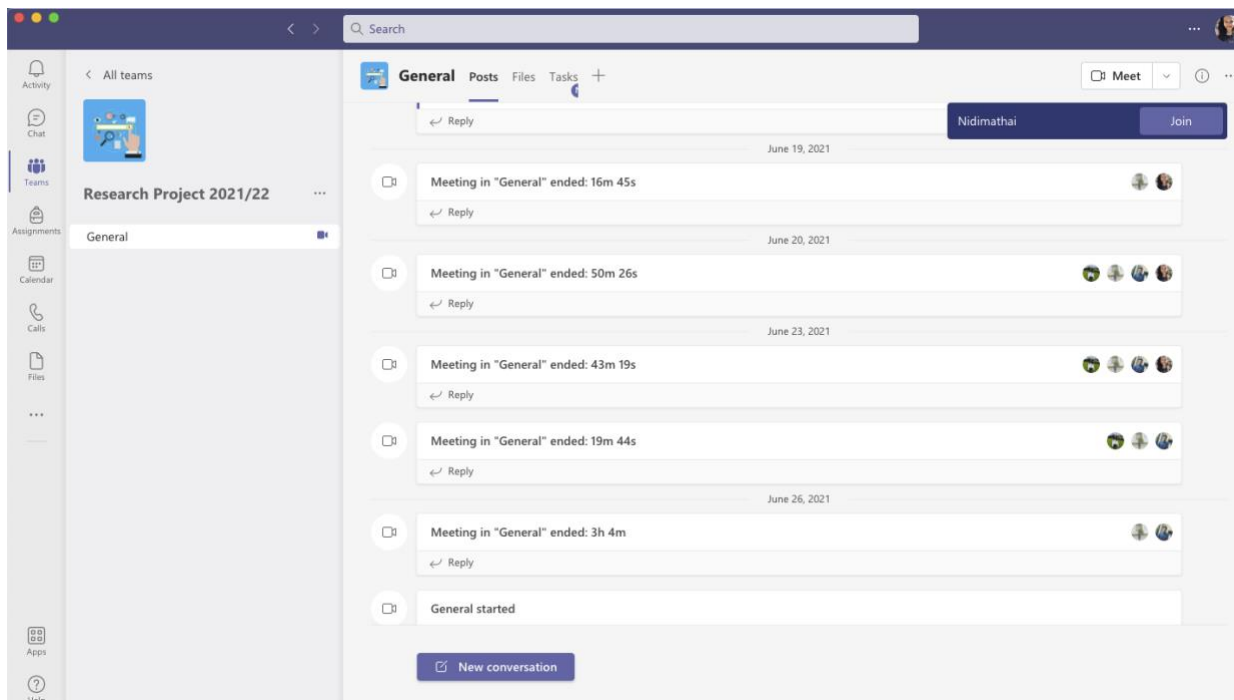 Search
Activity
Chat
Teams
Assignments
Calendar
Calls
Files
Apps
Help
All teams
Research Project 2021/22
General
General Posts Files Tasks
Meet
Reply
Nidimathai Join
June 19, 2021
Meeting in "General" ended: 16m 45s
Reply
June 20, 2021
Meeting in "General" ended: 50m 26s
Reply
June 23, 2021
Meeting in "General" ended: 43m 19s
Reply
Meeting in "General" ended: 19m 44s
Reply
June 26, 2021
Meeting in "General" ended: 3h 4m
Reply
General started
New conversation